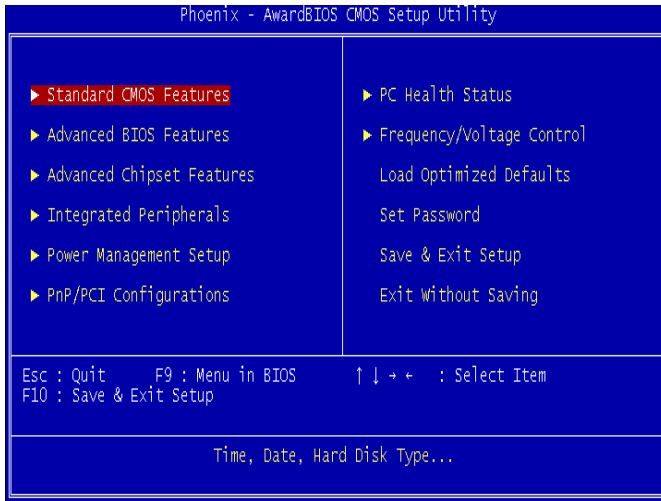 Phoenix - AwardBIOS CMOS Setup Utility
▶ Standard CMOS Features
▶ Advanced BIOS Features
▶ Advanced Chipset Features
▶ Integrated Peripherals
▶ Power Management Setup
▶ PnP/PCI Configurations
▶ PC Health Status
▶ Frequency/Voltage Control
Load Optimized Defaults
Set Password
Save & Exit Setup
Exit Without Saving
Esc : Quit F9 : Menu in BIOS ↑ ↓ → ← : Select Item
F10 : Save & Exit Setup
Time, Date, Hard Disk Type...